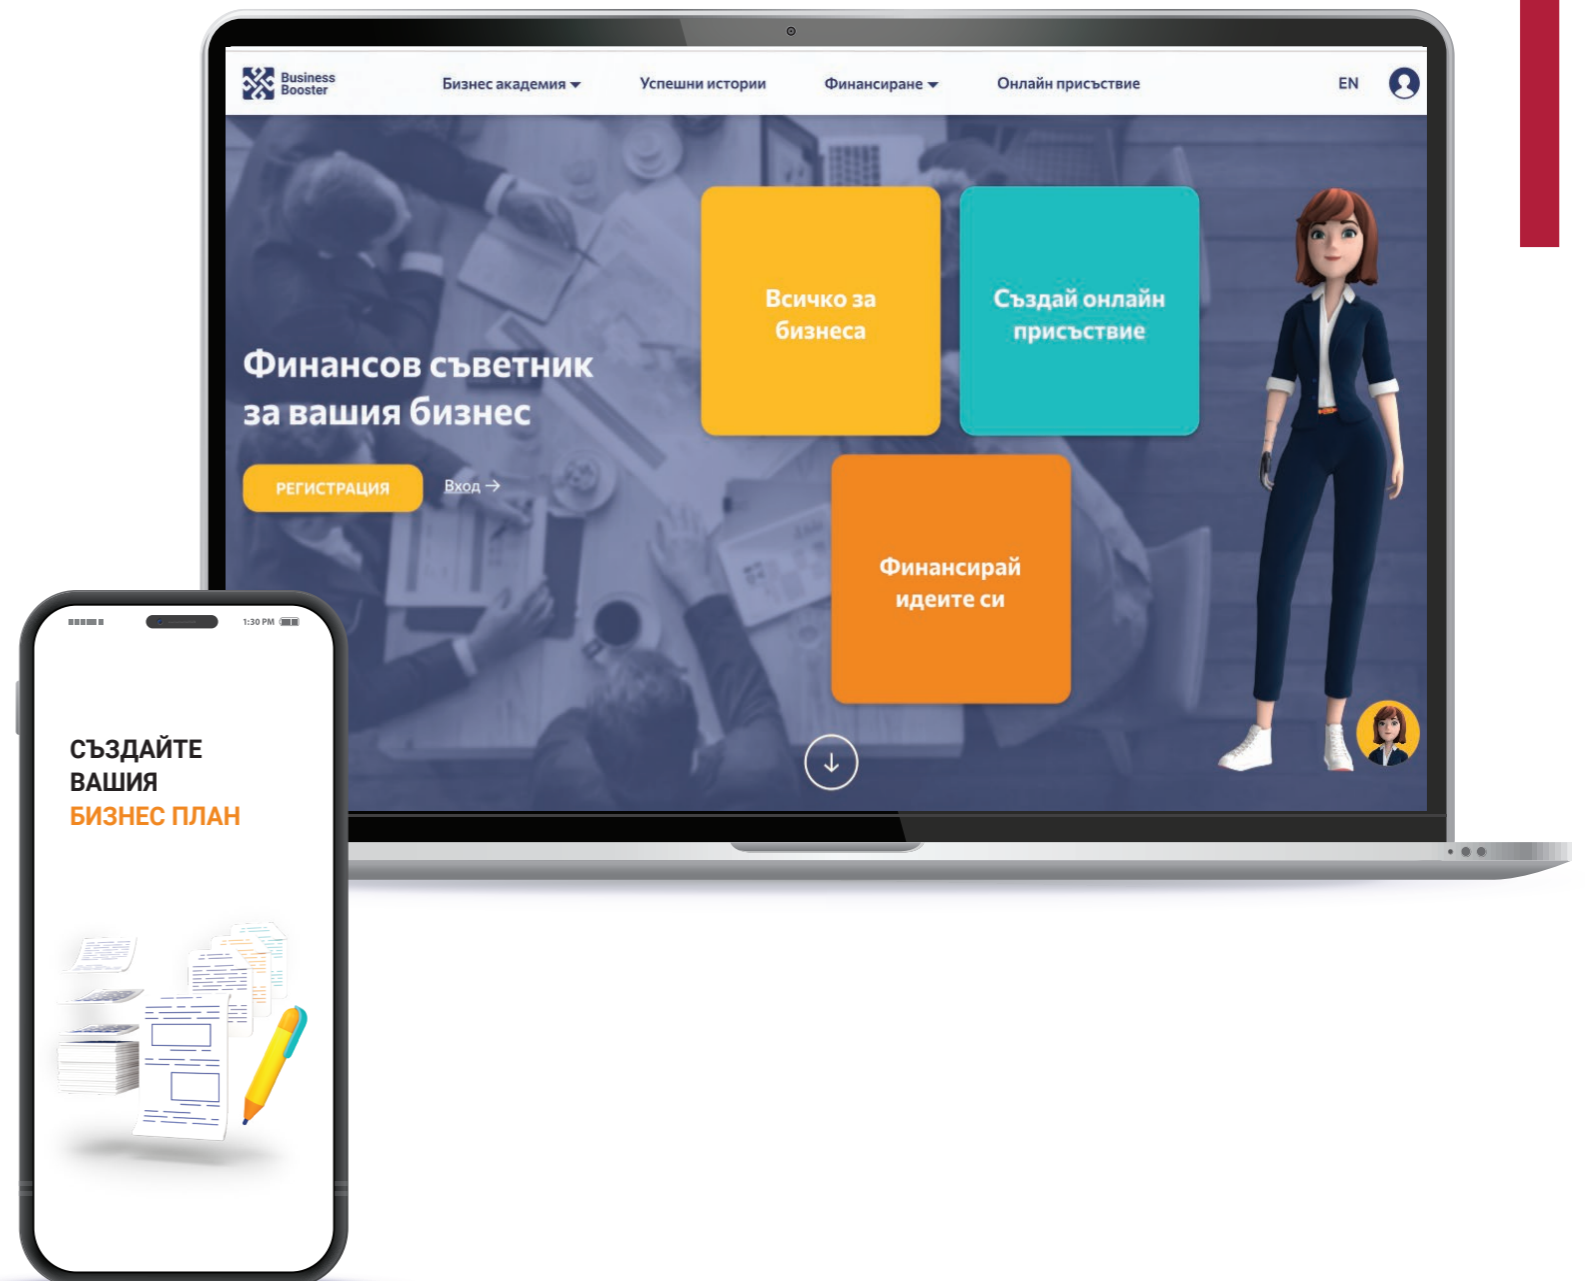 Business
Booster
Бизнес академия
Успешни истории
Финансиране
Онлайн присъствие
EN
Всичко за
бизнеса
Създай онлайн
присъствие
Финансов съветник
за вашия бизнес
РЕГИСТРАЦИЯ
Вход →
Финансирай
идеите си
1:30 PM
СЪЗДАЙТЕ
ВАШИЯ
БИЗНЕС ПЛАН